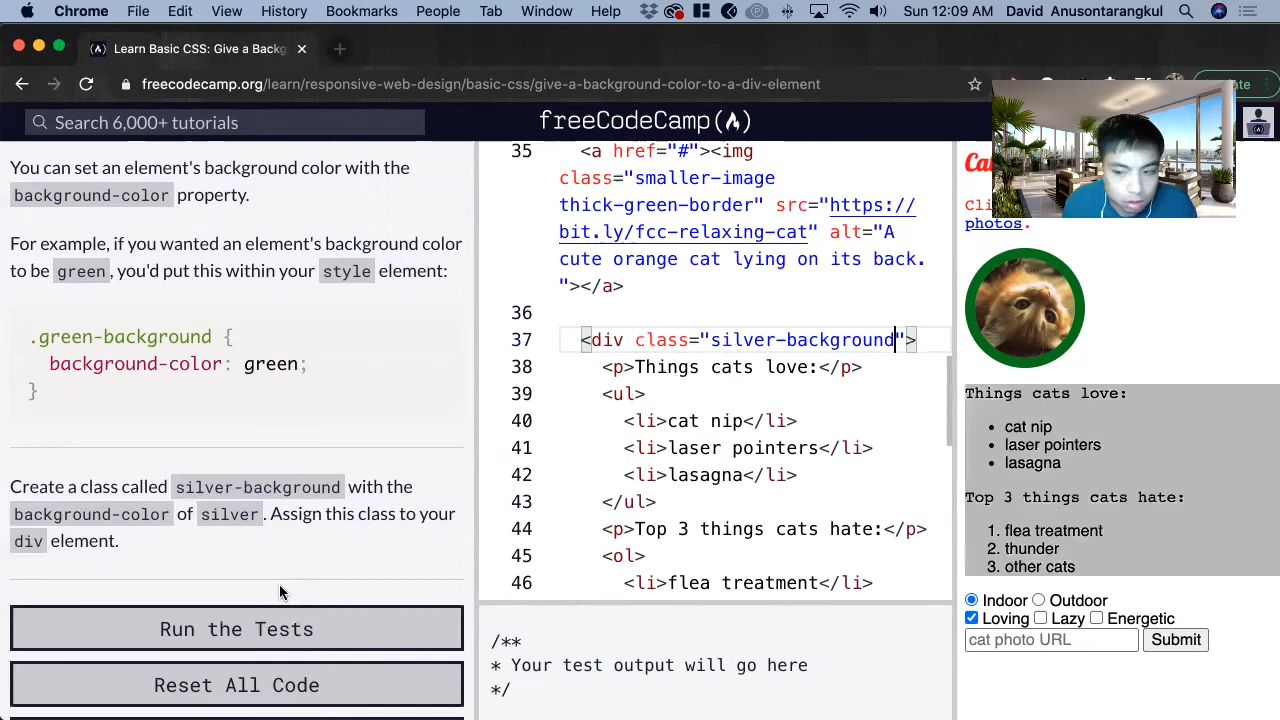 Chrome File Edit View History Bookmarks People Tab Window Help Sun 12:09 AM David Anusontarangkul
Learn Basic CSS: Give a Backg
freecodecamp.org/learn/responsive-web-design/basic-css/give-a-background-color-to-a-div-element
Search 6,000+ tutorials
freeCodeCamp
You can set an element's background color with the
background-color property.
For example, if you wanted an element's background color
to be green, you'd put this within your style element:
.green-background {
background-color: green;
}
Create a class called silver-background with the
background-color of silver. Assign this class to your
div element.
Run the Tests
Reset All Code
35 <a href="#"><img
class="smaller-image
thick-green-border" src="https://
bit.ly/fcc-relaxing-cat" alt="A
cute orange cat lying on its back.
"></a>
36
37 <div class="silver-background">
38 <p>Things cats love:</p>
39 <ul>
40 <li>cat nip</li>
41 <li>laser pointers</li>
42 <li>lasagna</li>
43 </ul>
44 <p>Top 3 things cats hate:</p>
45 <ol>
46 <li>flea treatment</li>
/**
* Your test output will go here
*/
photos.
Things cats love:
• cat nip
• laser pointers
• lasagna
Top 3 things cats hate:
1. flea treatment
2. thunder
3. other cats
Indoor Outdoor
Loving Lazy Energetic
cat photo URL Submit